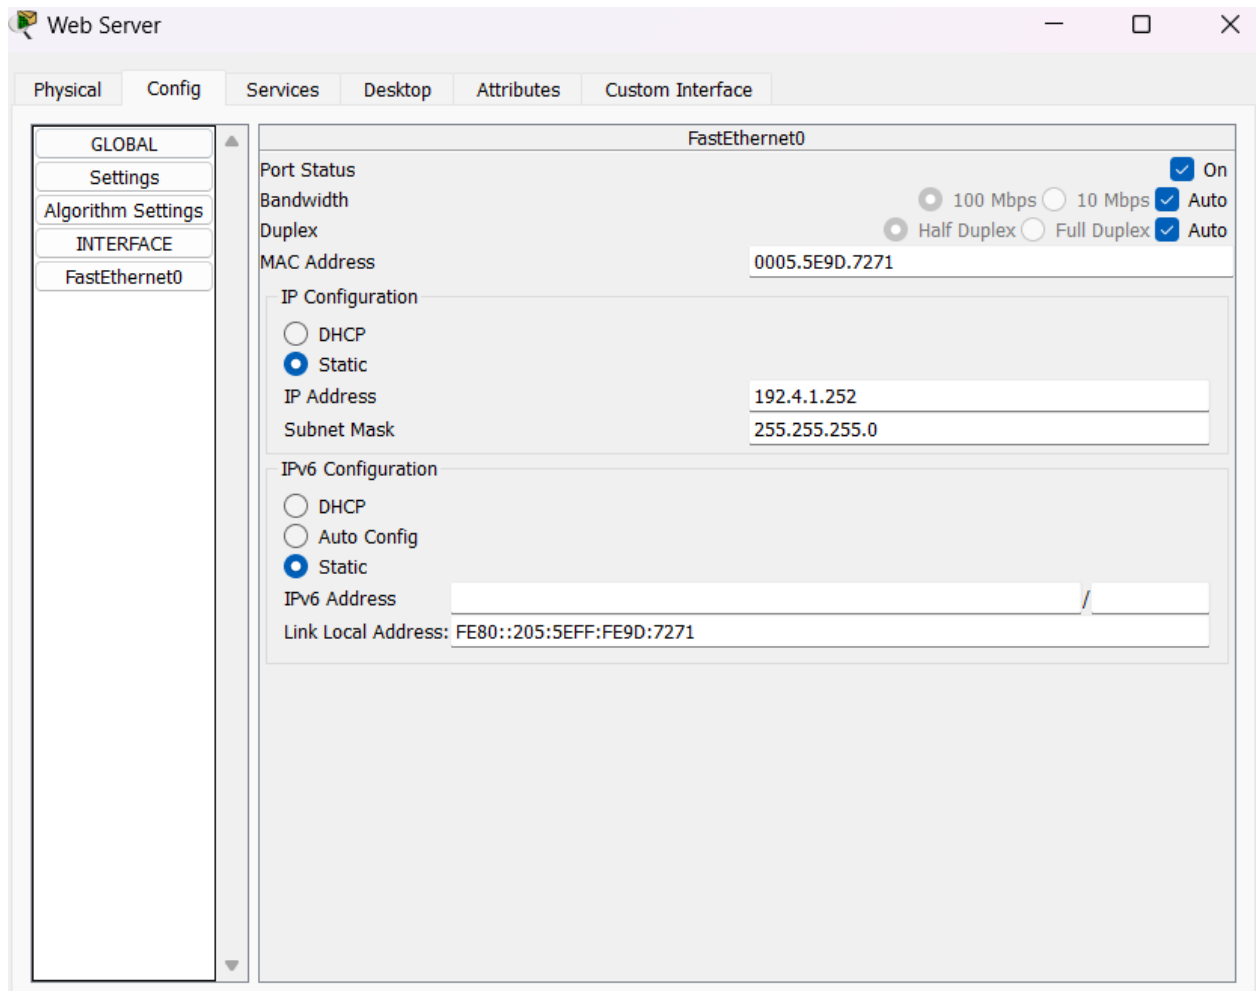 Web Server
Physical Config Services Desktop Attributes Custom Interface
GLOBAL
Settings
Algorithm Settings
INTERFACE
FastEthernet0
FastEthernet0
Port Status On
Bandwidth 100 Mbps 10 Mbps Auto
Duplex Half Duplex Full Duplex Auto
MAC Address 0005.5E9D.7271
IP Configuration
DHCP
Static
IP Address 192.4.1.252
Subnet Mask 255.255.255.0
IPv6 Configuration
DHCP
Auto Config
Static
IPv6 Address /
Link Local Address: FE80::205:5EFF:FE9D:7271